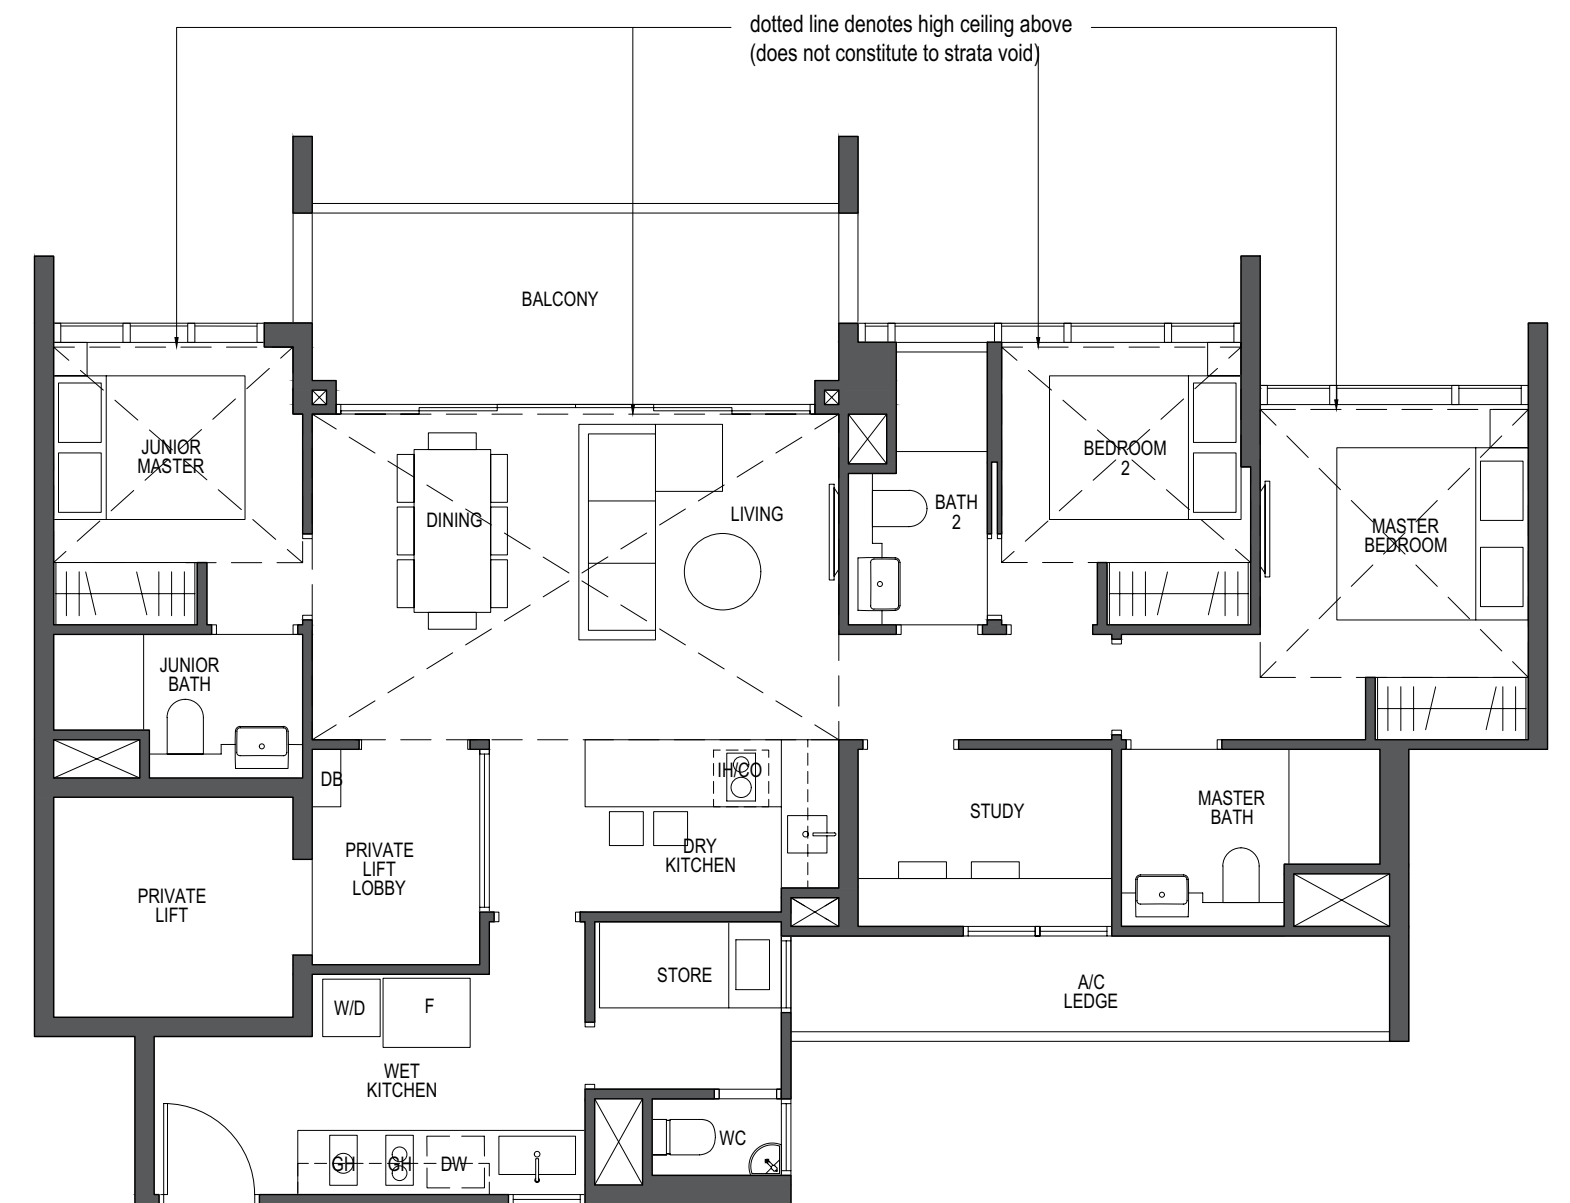 dotted line denotes high ceiling above
(does not constitute to strata void)
BALCONY
JUNIOR
MASTER
DINING
LIVING
BATH
2
BEDROOM
2
MASTER
BEDROOM
JUNIOR
BATH
DB
IH/CO
PRIVATE
LIFT
LOBBY
DRY
KITCHEN
STUDY
MASTER
BATH
PRIVATE
LIFT
STORE
A/C
LEDGE
W/D
F
WET
KITCHEN
WC
GH
GH
DW